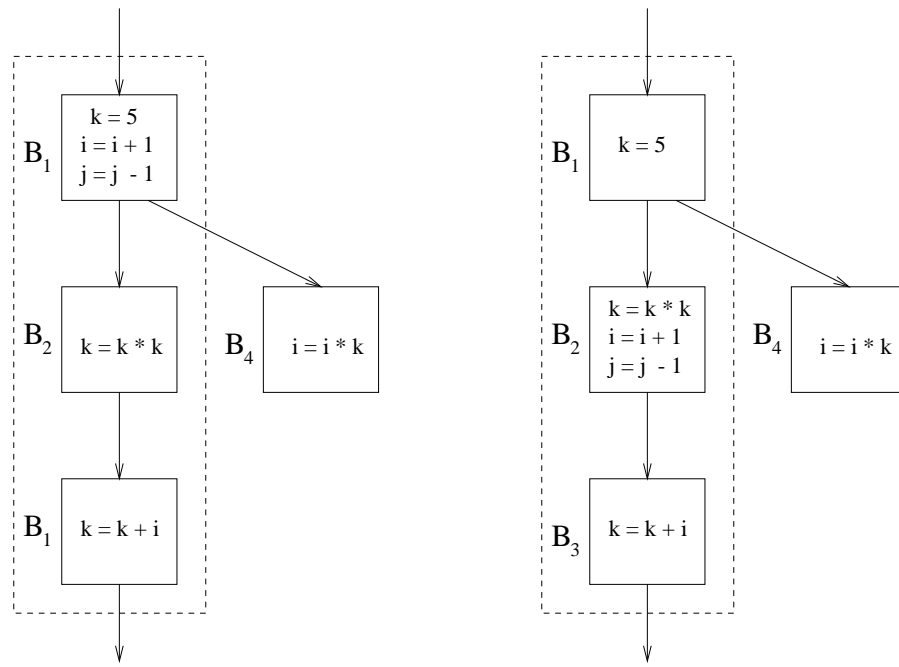 k = 5
i = i + 1
j = j - 1
B1
k = k * k
B2
i = i * k
B4
k = k + i
B1
k = 5
B1
k = k * k
i = i + 1
j = j - 1
B2
i = i * k
B4
k = k + i
B3